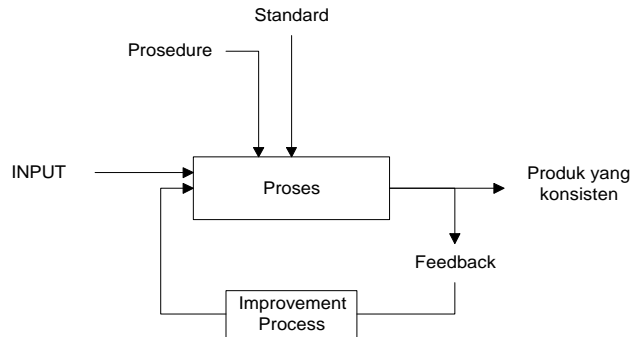 Standard
Prosedure
INPUT
Proses
Produk yang
konsisten
Feedback
Improvement
Process